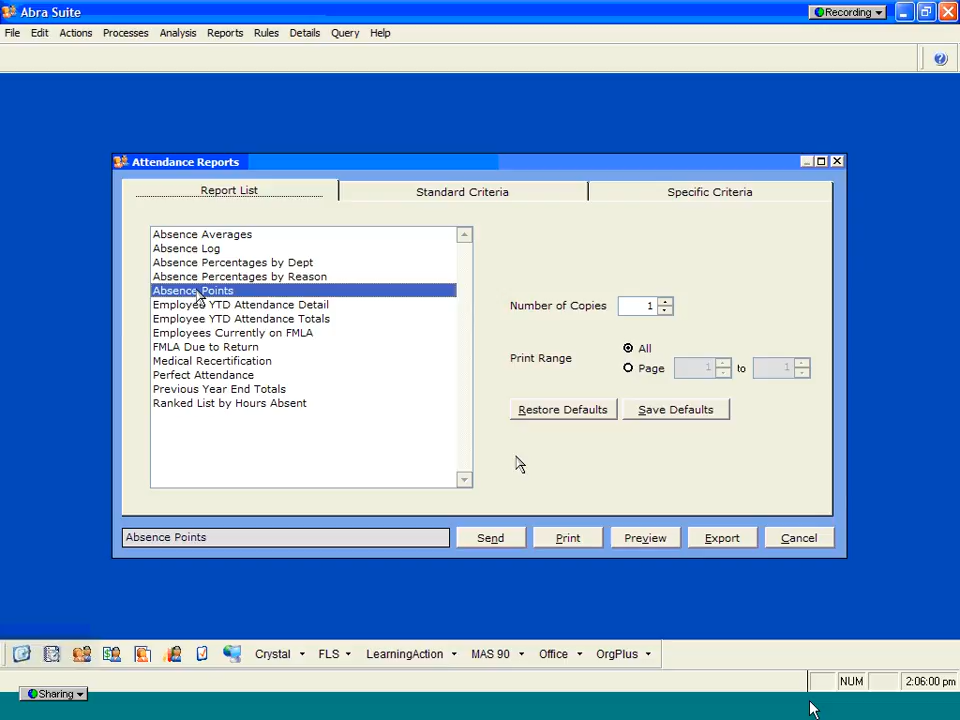 Abra Suite
Recording
File Edit Actions Processes Analysis Reports Rules Details Query Help
Attendance Reports
Report List Standard Criteria Specific Criteria
Absence Averages
Absence Log
Absence Percentages by Dept
Absence Percentages by Reason
Absence Points
Employee YTD Attendance Detail
Employee YTD Attendance Totals
Employees Currently on FMLA
FMLA Due to Return
Medical Recertification
Perfect Attendance
Previous Year End Totals
Ranked List by Hours Absent
Number of Copies 1
Print Range All
Page 1 to 1
Restore Defaults Save Defaults
Absence Points Send Print Preview Export Cancel
Crystal FLS LearningAction MAS 90 Office OrgPlus
NUM 2:06:00 pm
Sharing